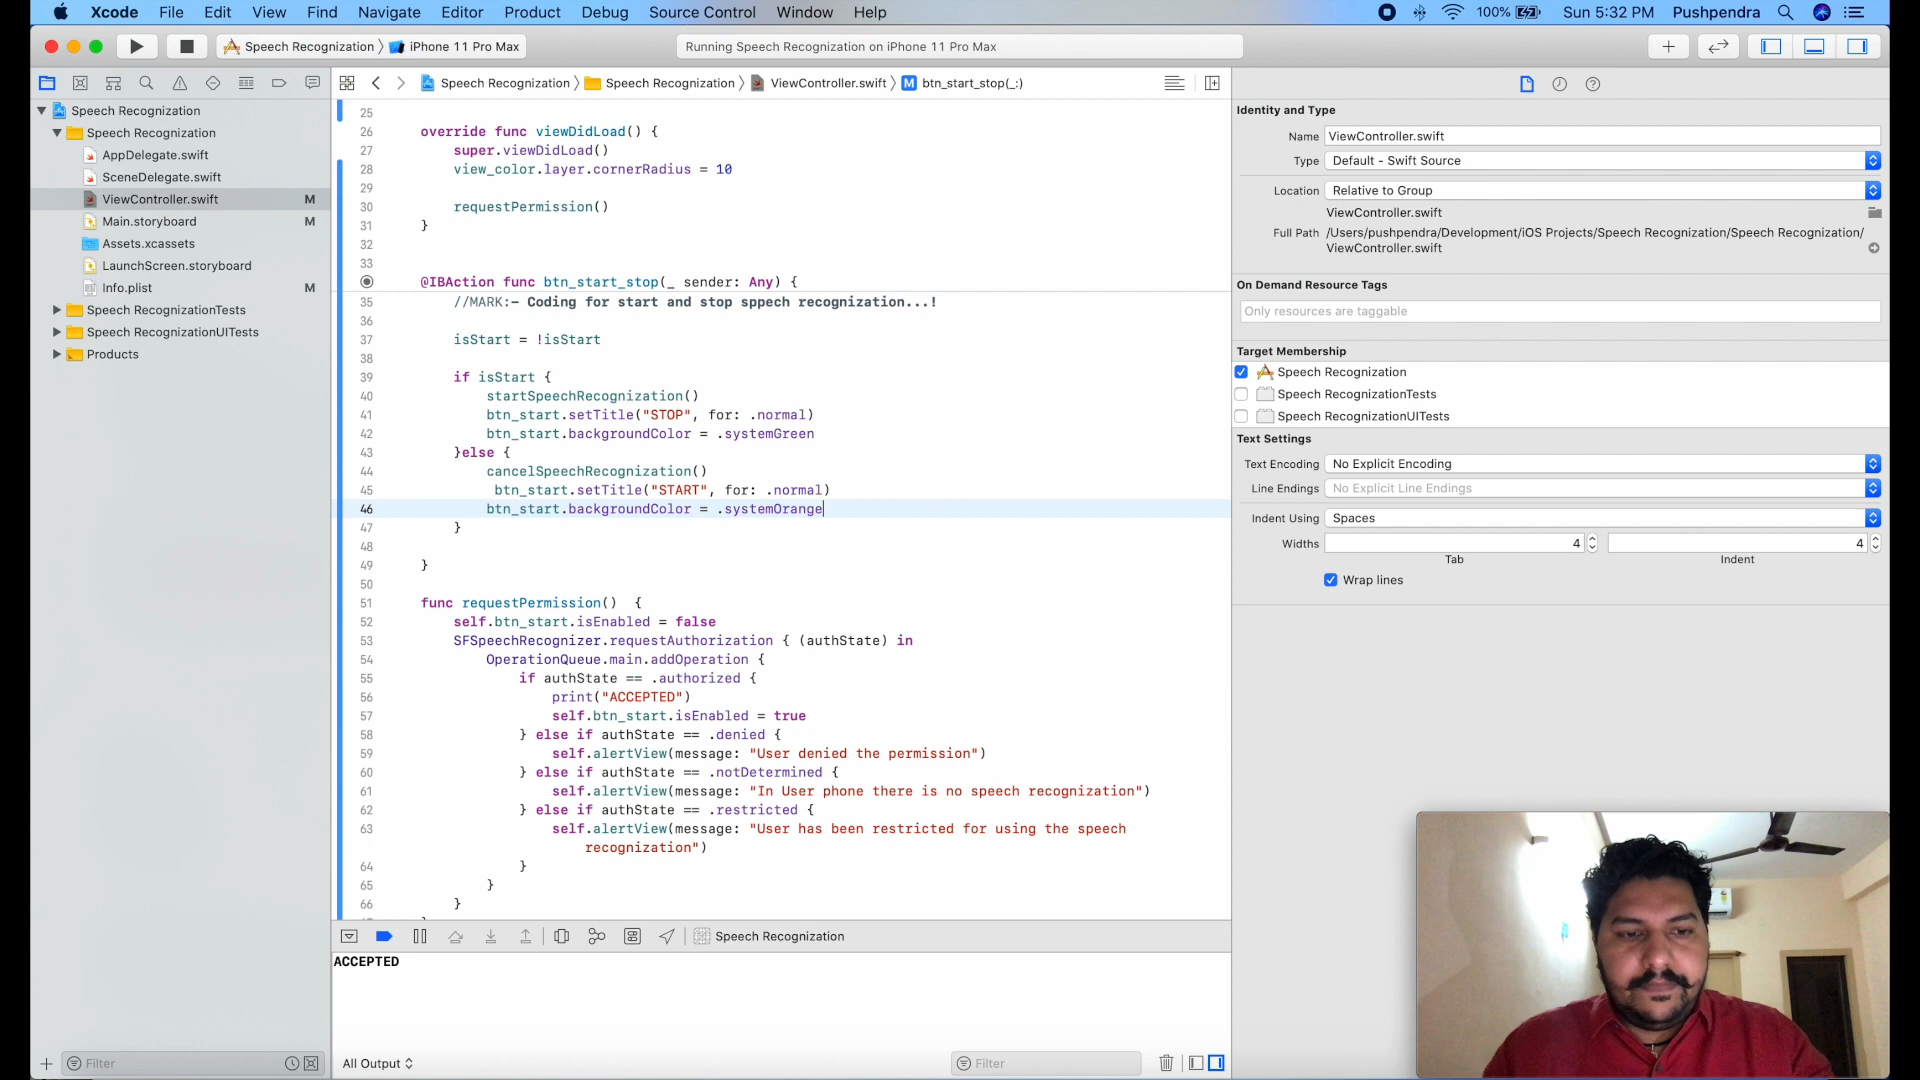 Xcode File Edit View Find Navigate Editor Product Debug Source Control Window Help 100% Sun 5:32 PM Pushpendra
Speech Recognization iPhone 11 Pro Max
Running Speech Recognization on iPhone 11 Pro Max
Speech Recognization
Speech Recognization
AppDelegate.swift
SceneDelegate.swift
ViewController.swift M
Main.storyboard M
Assets.xcassets
LaunchScreen.storyboard
Info.plist M
Speech RecognizationTests
Speech RecognizationUITests
Products
Filter
Speech Recognization Speech Recognization ViewController.swift M btn_start_stop(_:)
25
26 override func viewDidLoad() {
27 super.viewDidLoad()
28 view_color.layer.cornerRadius = 10
29
30 requestPermission()
31 }
32
33
@IBAction func btn_start_stop(_ sender: Any) {
35 //MARK:- Coding for start and stop sppech recognization...!
36
37 isStart = !isStart
38
39 if isStart {
40 startSpeechRecognization()
41 btn_start.setTitle("STOP", for: .normal)
42 btn_start.backgroundColor = .systemGreen
43 }else {
44 cancelSpeechRecognization()
45 btn_start.setTitle("START", for: .normal)
46 btn_start.backgroundColor = .systemOrange
47 }
48
49 }
50
51 func requestPermission() {
52 self.btn_start.isEnabled = false
53 SFSpeechRecognizer.requestAuthorization { (authState) in
54 OperationQueue.main.addOperation {
55 if authState == .authorized {
56 print("ACCEPTED")
57 self.btn_start.isEnabled = true
58 } else if authState == .denied {
59 self.alertView(message: "User denied the permission")
60 } else if authState == .notDetermined {
61 self.alertView(message: "In User phone there is no speech recognization")
62 } else if authState == .restricted {
63 self.alertView(message: "User has been restricted for using the speech
recognization")
64 }
65 }
66 }
Speech Recognization
ACCEPTED
All Output
Filter
Identity and Type
Name ViewController.swift
Type Default - Swift Source
Location Relative to Group
ViewController.swift
Full Path /Users/pushpendra/Development/iOS Projects/Speech Recognization/Speech Recognization/
ViewController.swift
On Demand Resource Tags
Only resources are taggable
Target Membership
Speech Recognization
Speech RecognizationTests
Speech RecognizationUITests
Text Settings
Text Encoding No Explicit Encoding
Line Endings No Explicit Line Endings
Indent Using Spaces
Widths 4 4
Tab Indent
Wrap lines